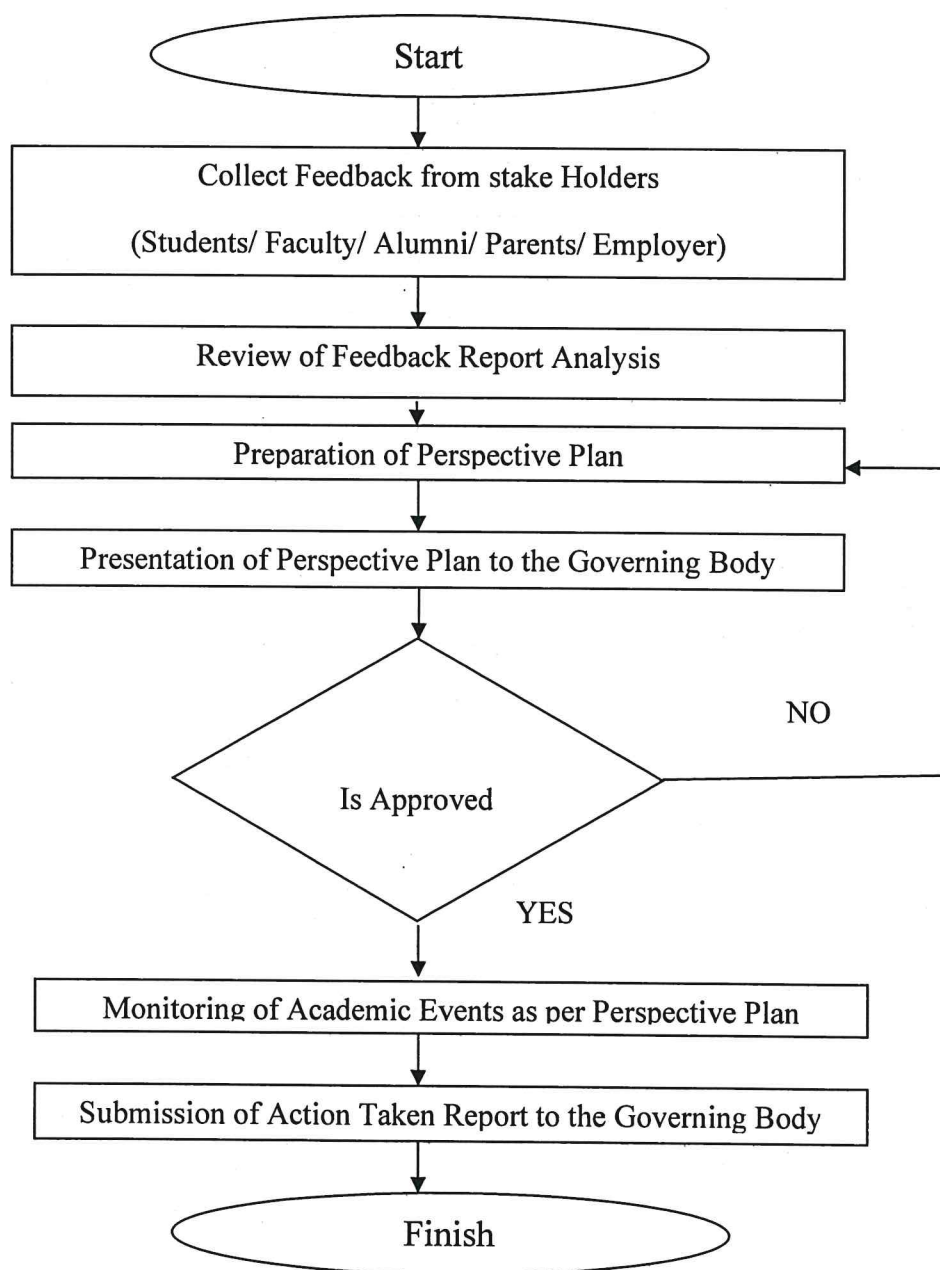 Start
Collect Feedback from stake Holders
(Students/ Faculty/ Alumni/ Parents/ Employer)
Review of Feedback Report Analysis
Preparation of Perspective Plan
Presentation of Perspective Plan to the Governing Body
NO
Is Approved
YES
Monitoring of Academic Events as per Perspective Plan
Submission of Action Taken Report to the Governing Body
Finish